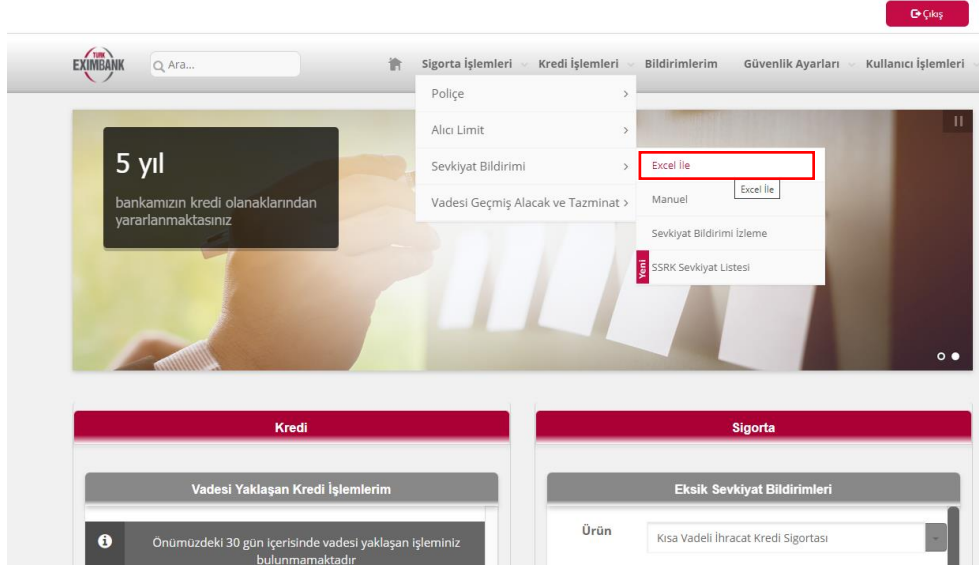 Çıkış
TURK
EXIMBANK
Ara...
Sigorta İşlemleri
Kredi İşlemleri
Bildirimlerim
Güvenlik Ayarları
Kullanıcı İşlemleri
Poliçe
Alıcı Limit
Sevkiyat Bildirimi
Vadesi Geçmiş Alacak ve Tazminat
Excel İle
Excel İle
Manuel
Sevkiyat Bildirimi İzleme
Yeni
SSRK Sevkiyat Listesi
5 yıl
bankamızın kredi olanaklarından
yararlanmaktasınız
Kredi
Vadesi Yaklaşan Kredi İşlemlerim
Önümüzdeki 30 gün içerisinde vadesi yaklaşan işleminiz
bulunmamaktadır
Sigorta
Eksik Sevkiyat Bildirimleri
Ürün
Kısa Vadeli İhracat Kredi Sigortası